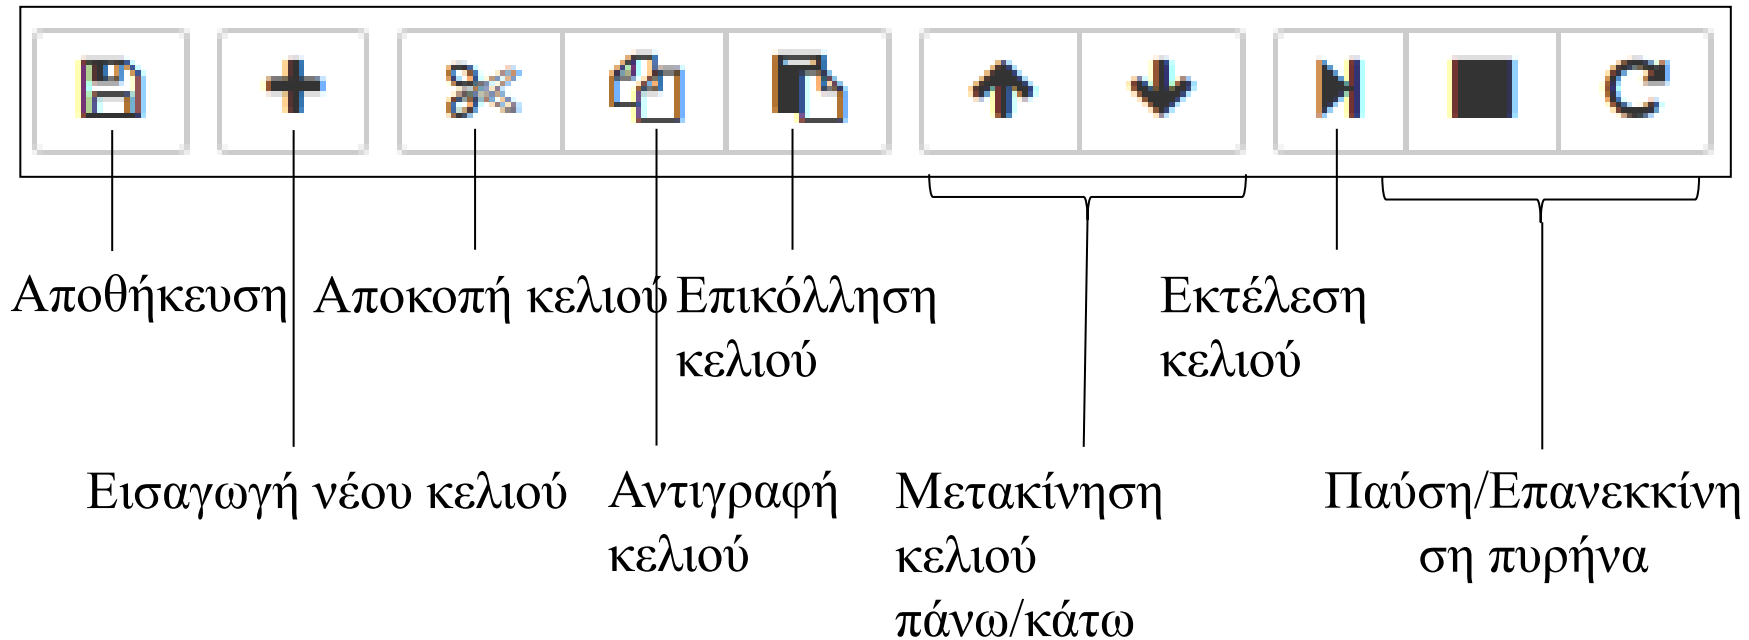 Αποθήκευση
Αποκοπή κελιού
Επικόλληση
κελιού
Εκτέλεση
κελιού
Εισαγωγή νέου κελιού
Αντιγραφή
κελιού
Μετακίνηση
κελιού
πάνω/κάτω
Παύση/Επανεκκίνη
ση πυρήνα